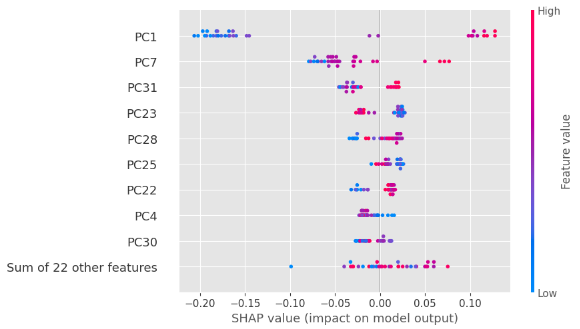 High
PC1
PC7
PC31
PC23
PC28
PC25
PC22
PC4
PC30
Sum of 22 other features
Feature value
Low
−0.20 −0.15 −0.10 −0.05 0.00 0.05 0.10
SHAP value (impact on model output)